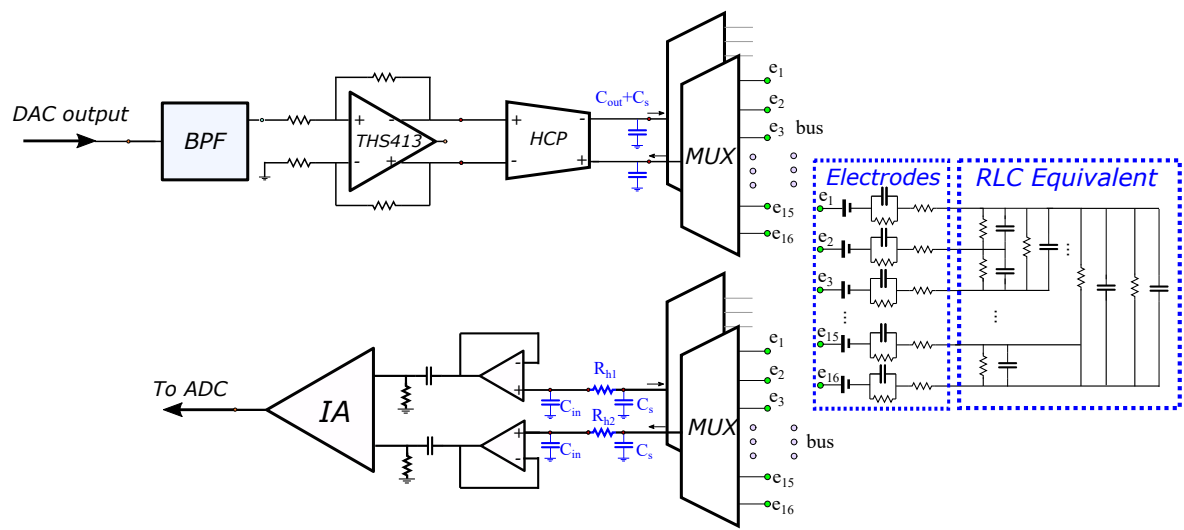 DAC output
BPF
+
-
THS413
-
+
+
-
HCP
-
+
Cout+Cs
MUX
e1
e2
e3
bus
e15
e16
Electrodes
RLC Equivalent
e1
e2
e3
...
e15
e16
...
...
To ADC
IA
-
+
+
-
Rh1
Cin
Cs
Rh2
Cin
Cs
MUX
e1
e2
e3
bus
e15
e16